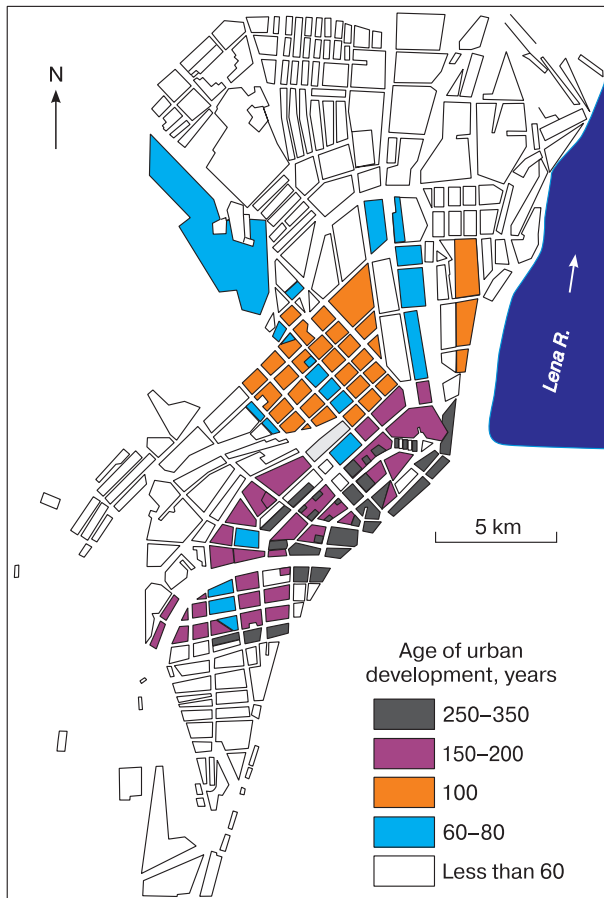 N
Lena R.
5 km
Age of urban
development, years
250–350
150–200
100
60–80
Less than 60